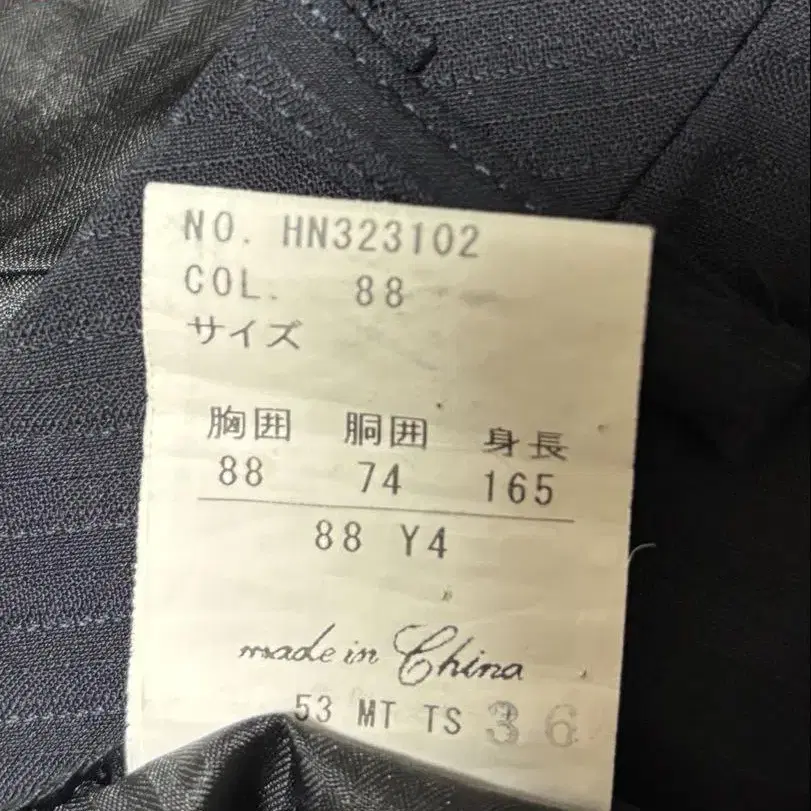 NO. HN323102
COL. 88
サイズ
胸囲 胴囲 身長
88 74 165
88 Y4
made in China
53 MT TS 36